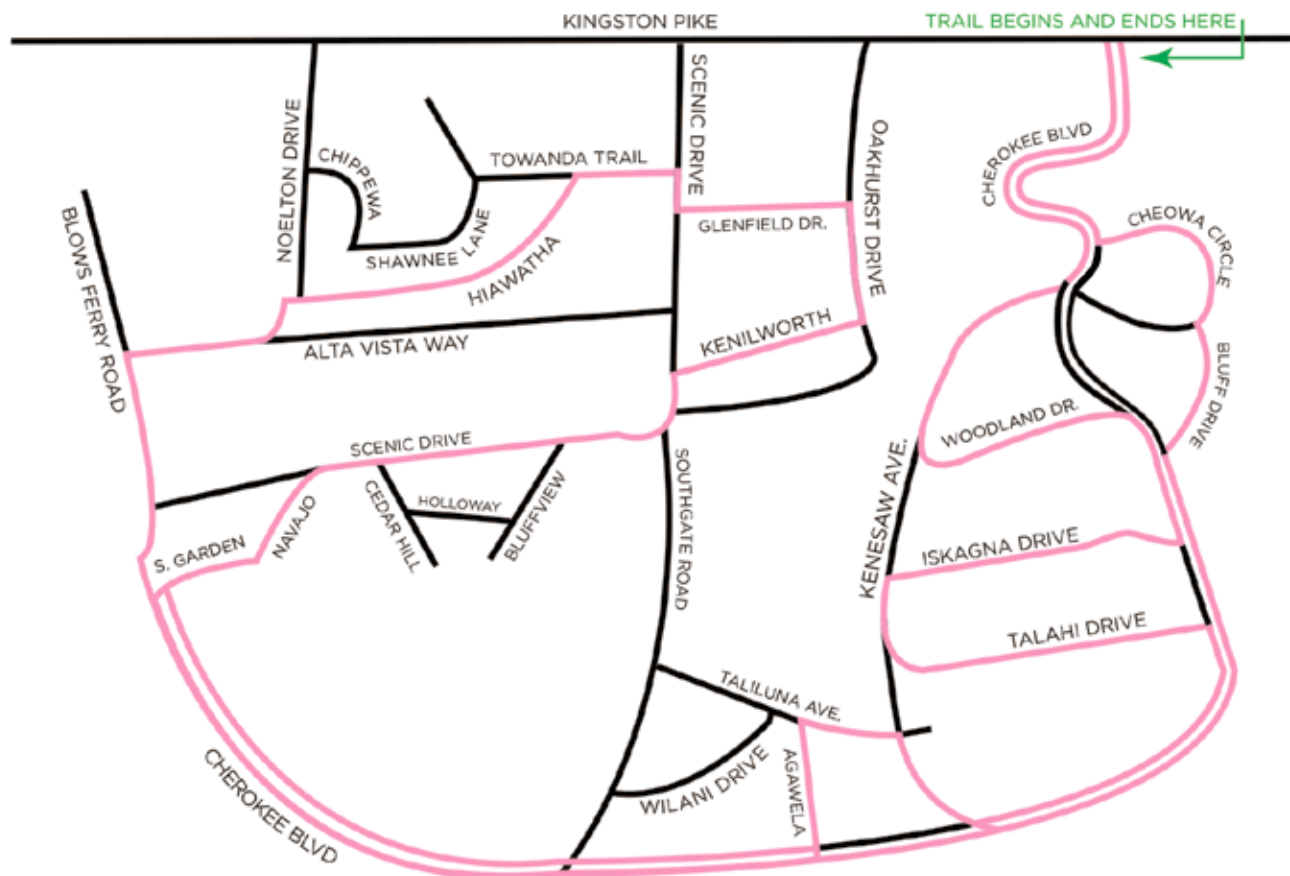 KINGSTON PIKE
TRAIL BEGINS AND ENDS HERE
NOELTON DRIVE
CHIPPEWA
TOWANDA TRAIL
SCENIC DRIVE
OAKHURST DRIVE
CHEROKEE BLVD
CHEOWA CIRCLE
BLOWS FERRY ROAD
SHAWNEE LANE
HIAWATHA
GLENFIELD DR.
ALTA VISTA WAY
KENILWORTH
BLUFF DRIVE
WOODLAND DR.
SCENIC DRIVE
KENESAW AVE.
S. GARDEN
NAVAJO
CEDAR HILL
HOLLOWAY
BLUFFVIEW
SOUTHGATE ROAD
ISKAGNA DRIVE
TALAHI DRIVE
TALILUNA AVE.
WILANI DRIVE
AGAWELA
CHEROKEE BLVD